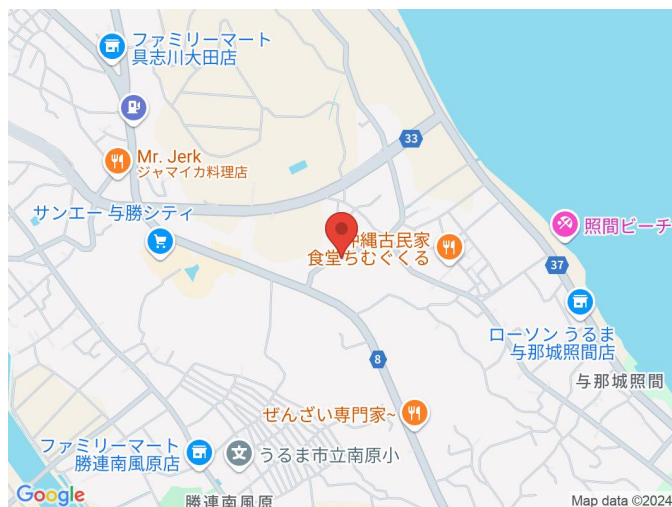 ファミリーマート
具志川大田店
Mr. Jerk
ジャマイカ料理店
33
サンエー 与勝シティ
沖縄古民家
食堂ちむぐくる
照間ビーチ
37
ローソン うるま
与那城照間店
8
与那城照間
ぜんざい専門家~
ファミリーマート
勝連南風原店
うるま市立南原小
勝連南風原
Google
Map data ©2024